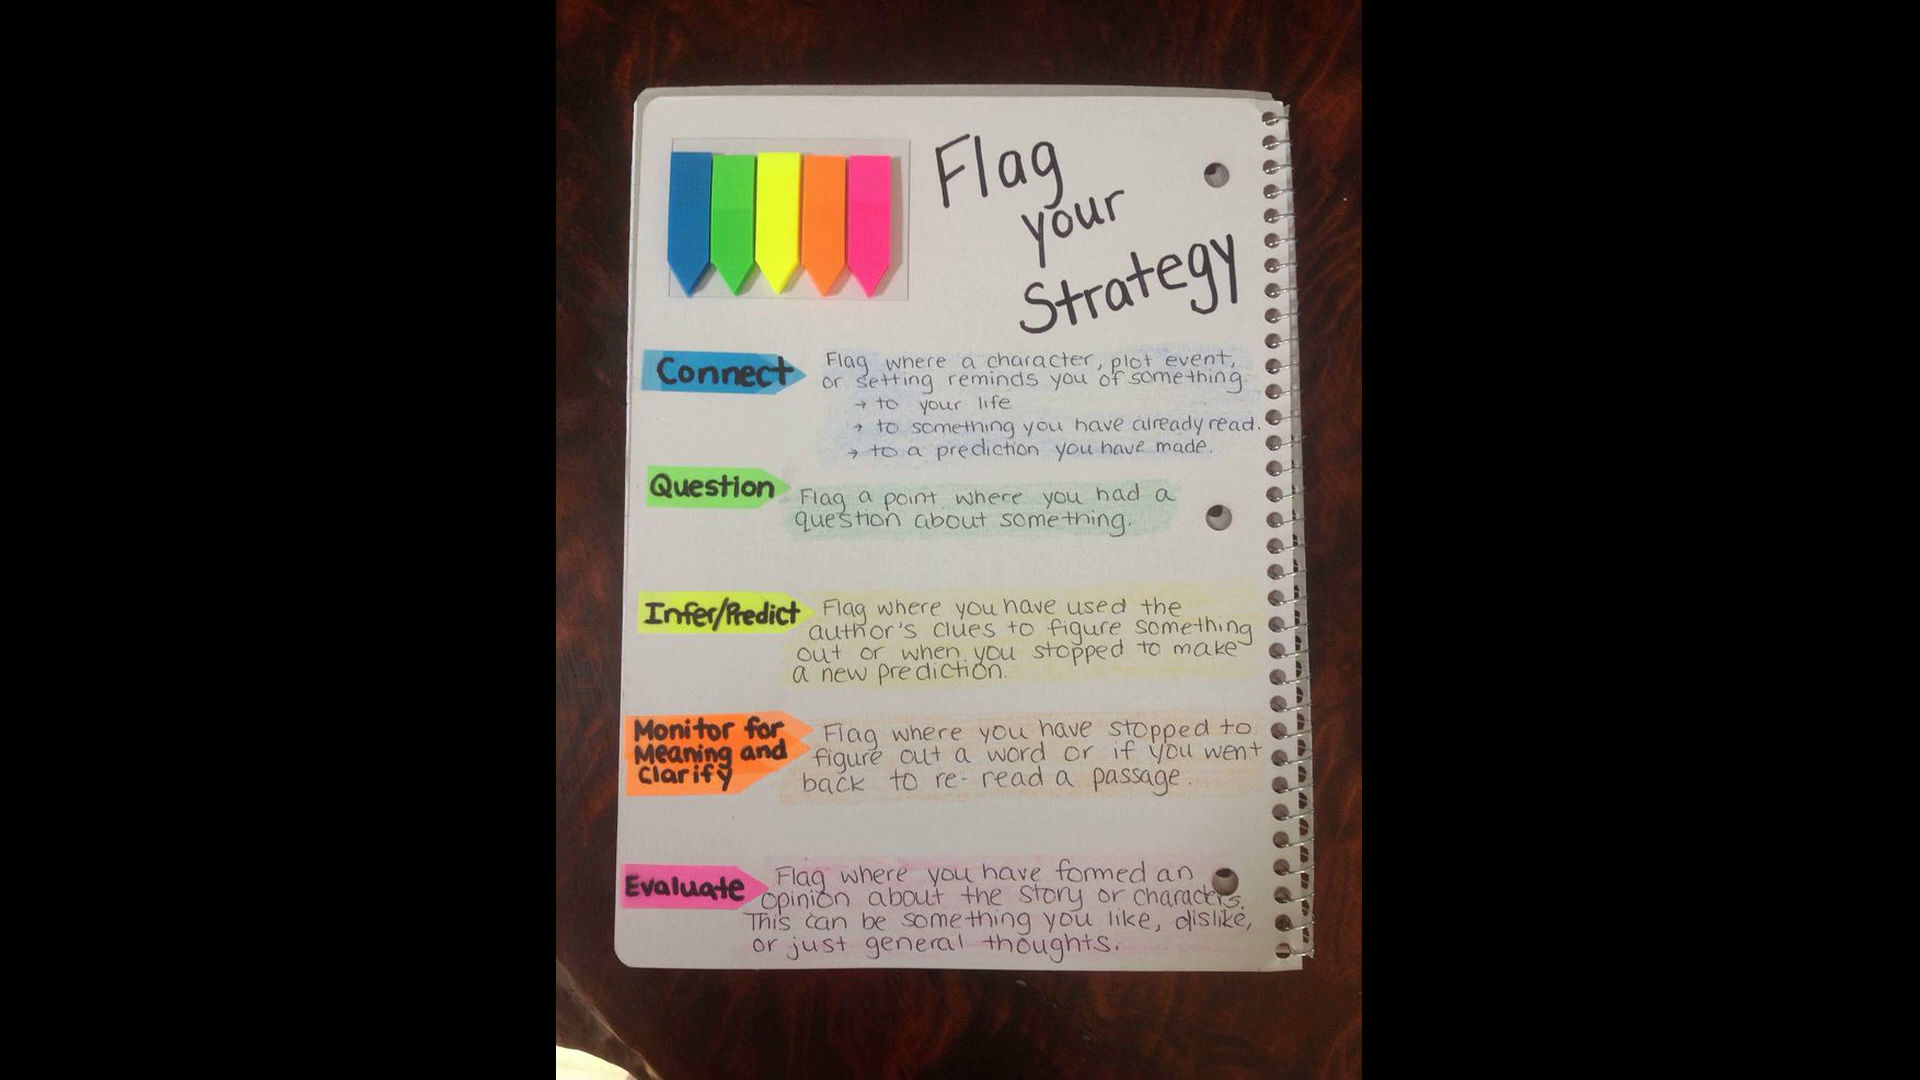 Flag
your
Strategy
Connect
Flag where a character, plot event,
or setting reminds you of something.
→ to your life
→ to something you have already read.
→ to a prediction you have made.
Question
Flag a point where you had a
question about something.
Infer/Predict
Flag where you have used the
author's clues to figure something
out or when you stopped to make
a new prediction.
Monitor for
Meaning and
Clarify
Flag where you have stopped to
figure out a word or if you went
back to re-read a passage.
Evaluate
Flag where you have formed an
opinion about the story or characters.
This can be something you like, dislike,
or just general thoughts.